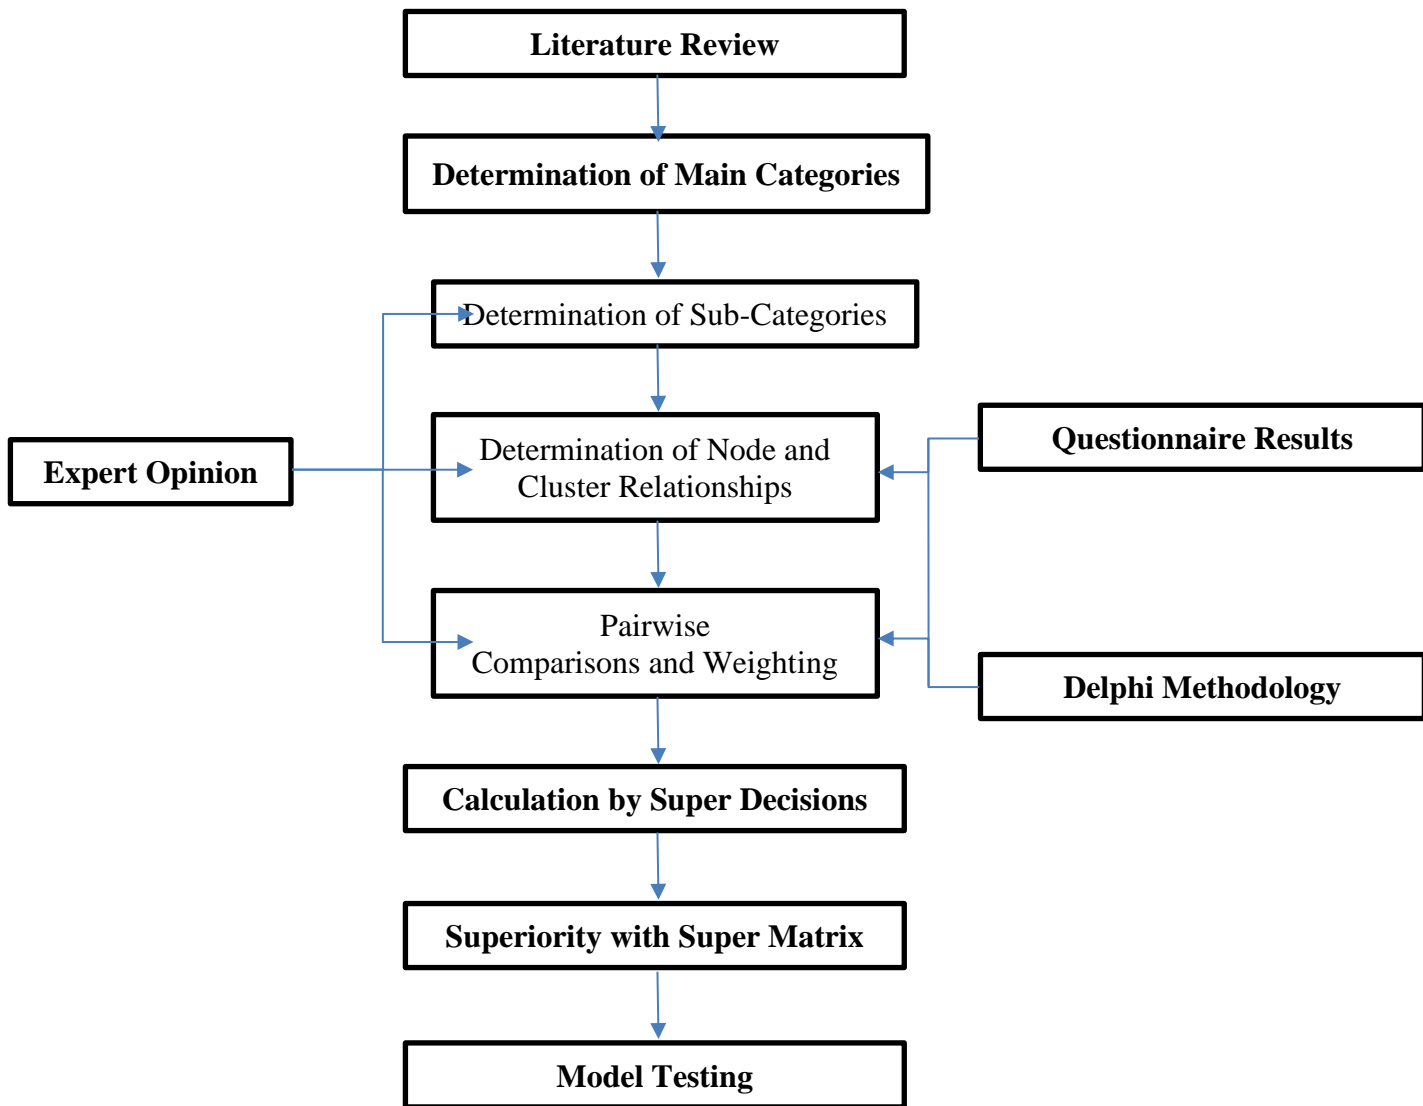 Literature Review
Determination of Main Categories
Determination of Sub-Categories
Expert Opinion
Determination of Node and
Cluster Relationships
Questionnaire Results
Pairwise
Comparisons and Weighting
Delphi Methodology
Calculation by Super Decisions
Superiority with Super Matrix
Model Testing